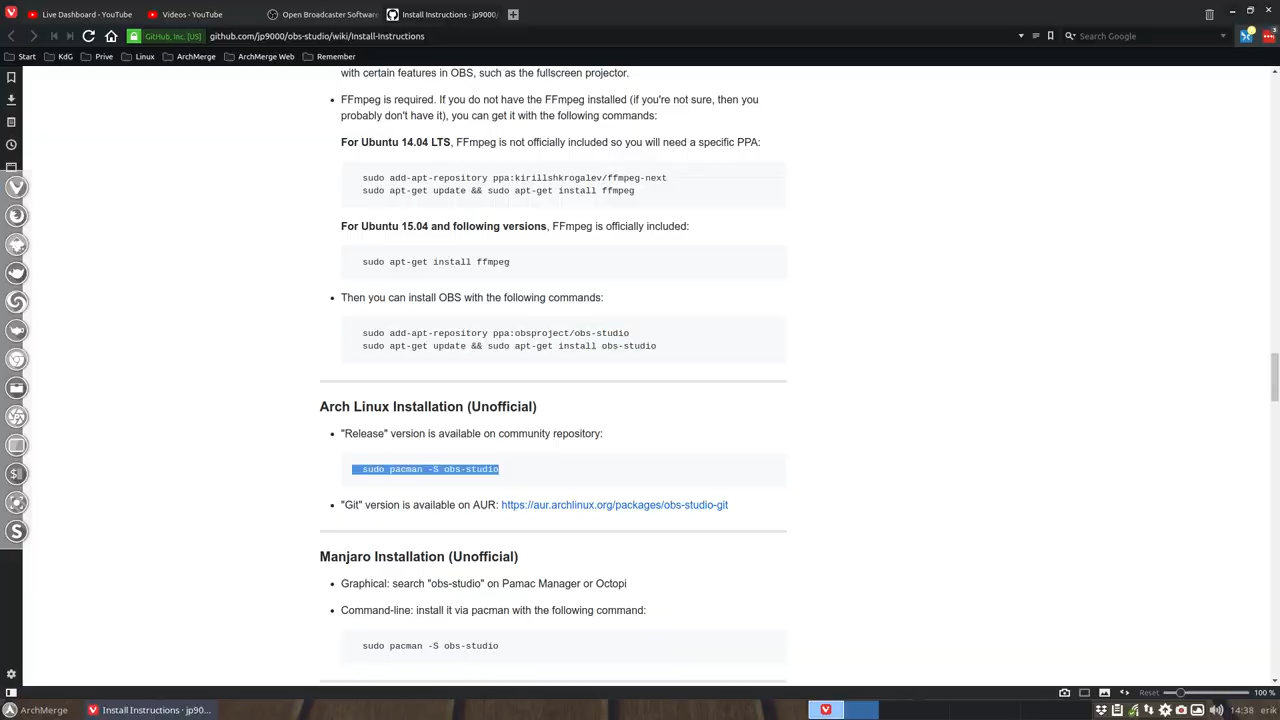 Live Dashboard - YouTube
Videos - YouTube
Open Broadcaster Software
Install Instructions · jp9000/
GitHub, Inc. [US]
github.com/jp9000/obs-studio/wiki/Install-Instructions
Search Google
Start
KdG
Prive
Linux
ArchMerge
ArchMerge Web
Remember
with certain features in OBS, such as the fullscreen projector.
FFmpeg is required. If you do not have the FFmpeg installed (if you're not sure, then you
probably don't have it), you can get it with the following commands:
For Ubuntu 14.04 LTS, FFmpeg is not officially included so you will need a specific PPA:
sudo add-apt-repository ppa:kirillshkrogalev/ffmpeg-next
sudo apt-get update && sudo apt-get install ffmpeg
For Ubuntu 15.04 and following versions, FFmpeg is officially included:
sudo apt-get install ffmpeg
Then you can install OBS with the following commands:
sudo add-apt-repository ppa:obsproject/obs-studio
sudo apt-get update && sudo apt-get install obs-studio
Arch Linux Installation (Unofficial)
"Release" version is available on community repository:
sudo pacman -S obs-studio
"Git" version is available on AUR: https://aur.archlinux.org/packages/obs-studio-git
Manjaro Installation (Unofficial)
Graphical: search "obs-studio" on Pamac Manager or Octopi
Command-line: install it via pacman with the following command:
sudo pacman -S obs-studio
Reset
100 %
ArchMerge
Install Instructions · jp90...
14:38
erik